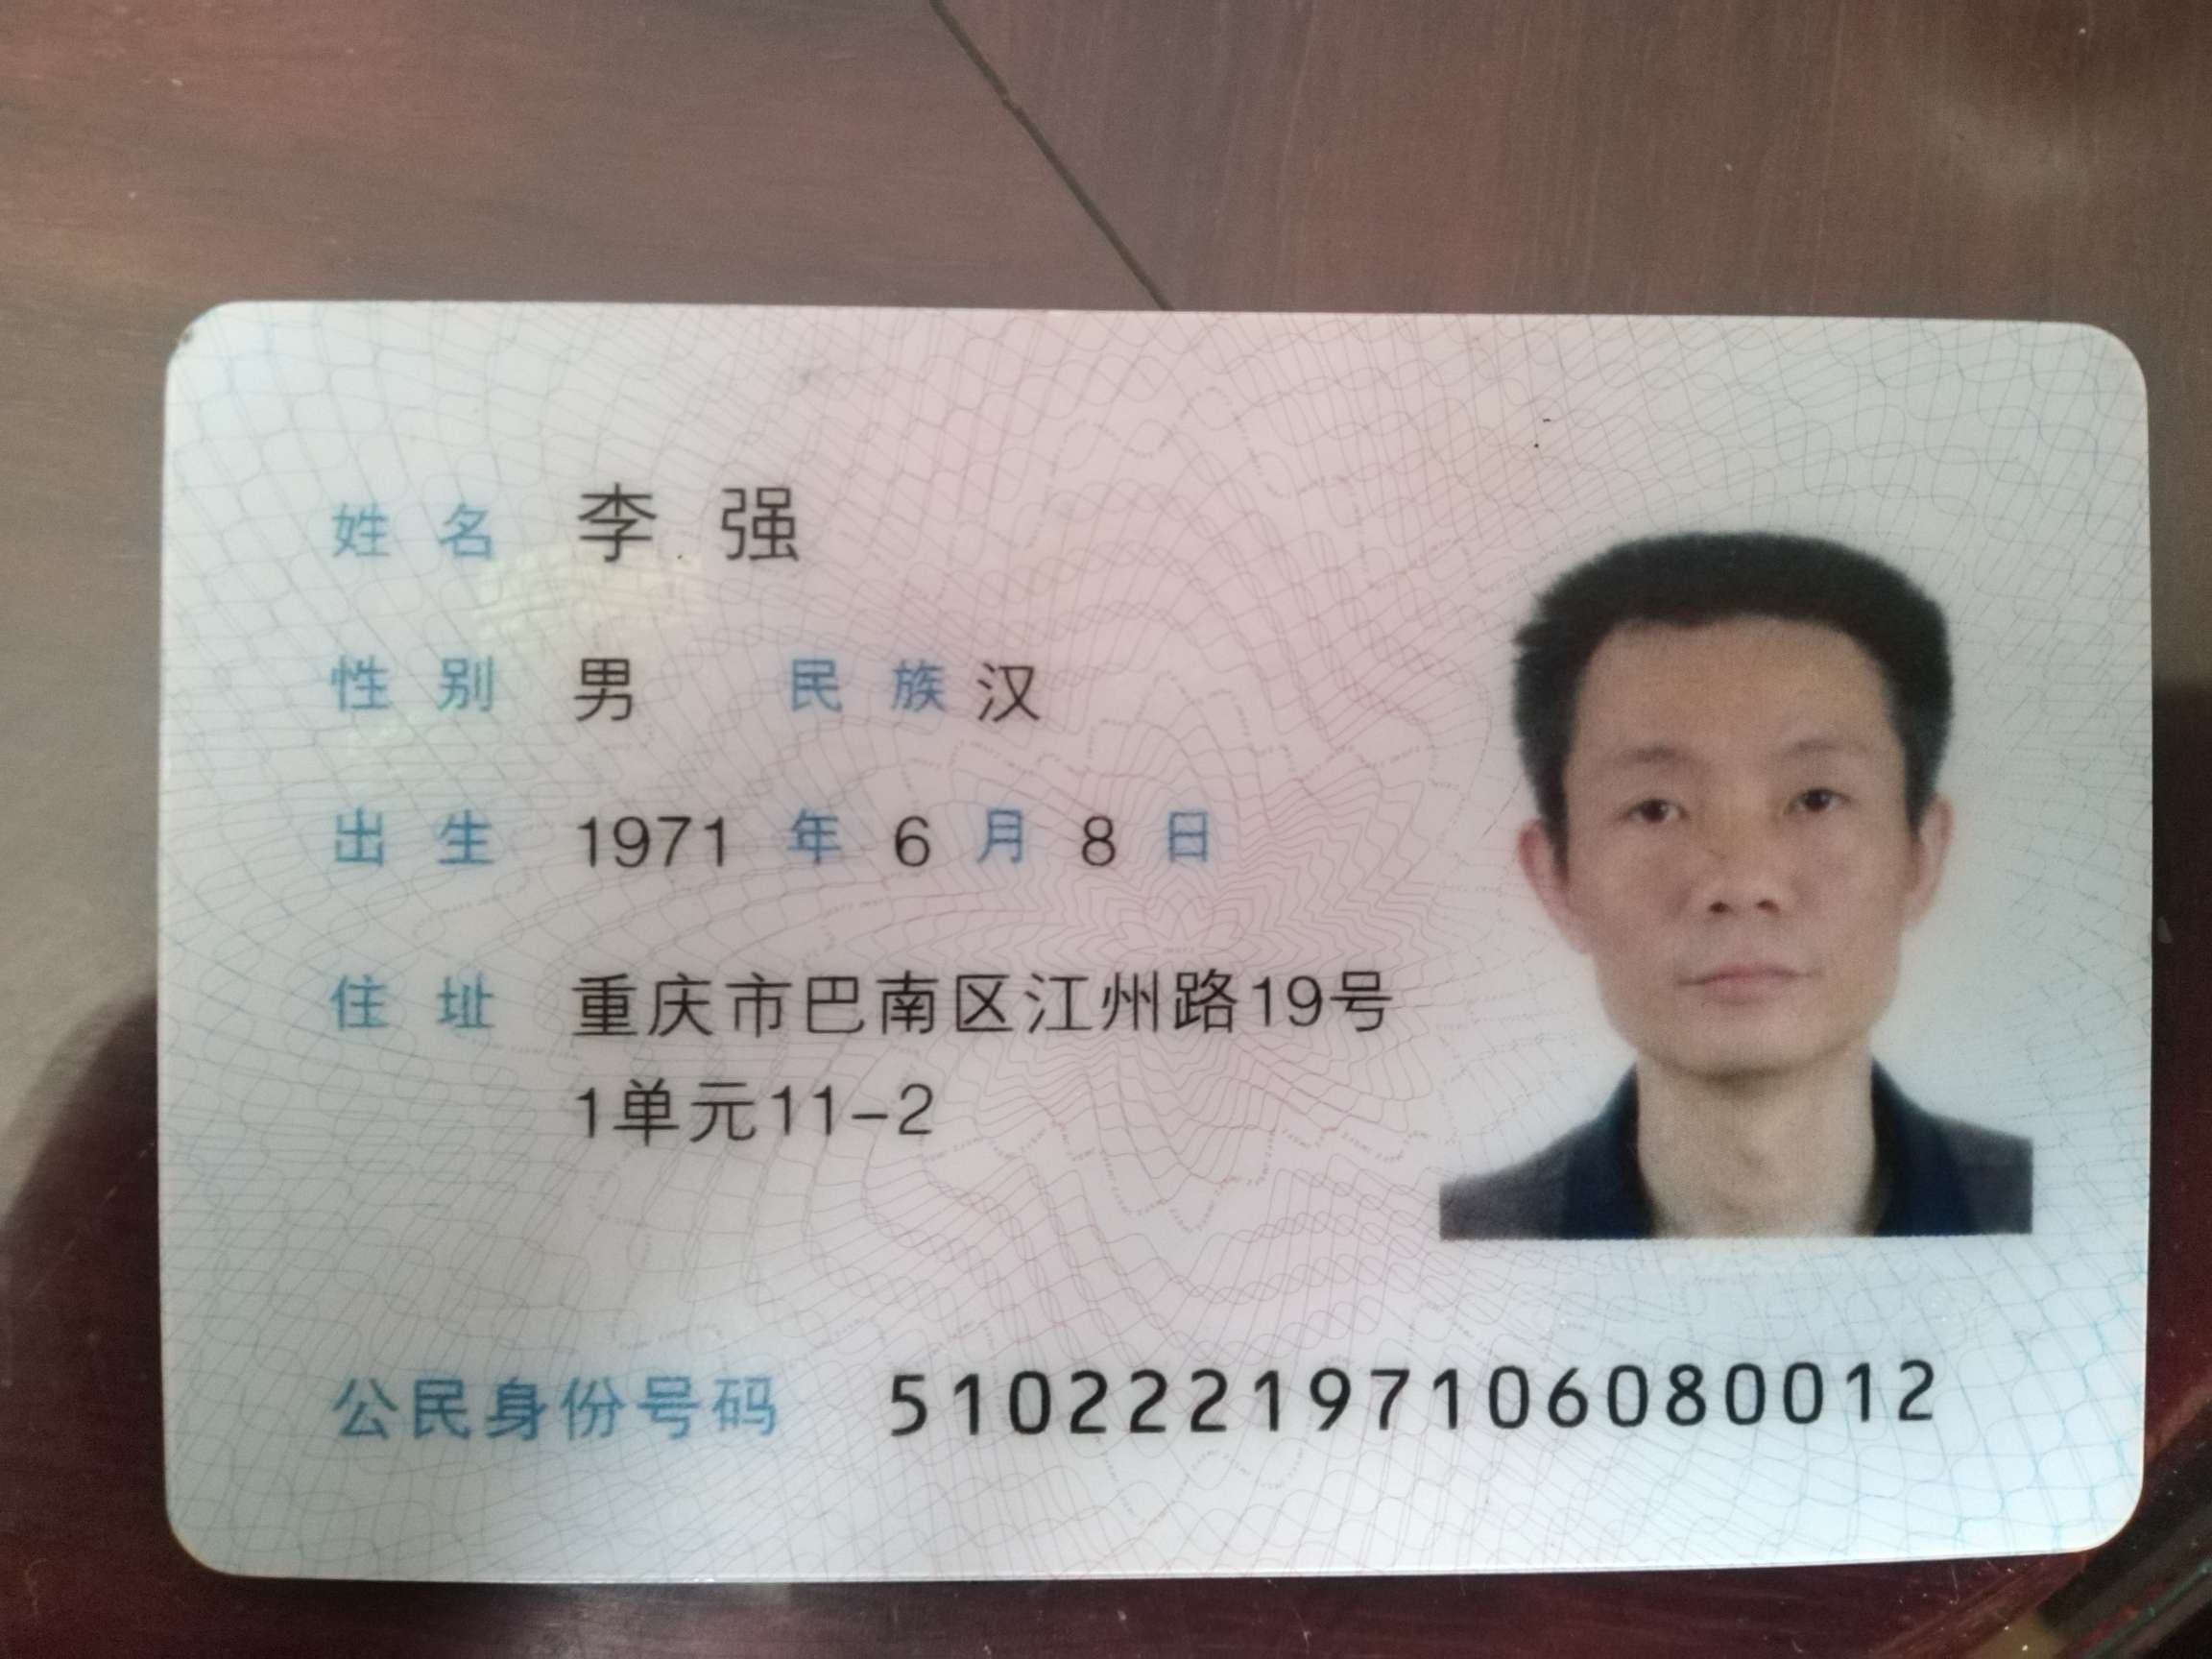 姓名 李强
性别 男 民族 汉
出生 1971 年 6 月 8 日
住址 重庆市巴南区江州路19号
1单元11-2
公民身份号码 510222197106080012